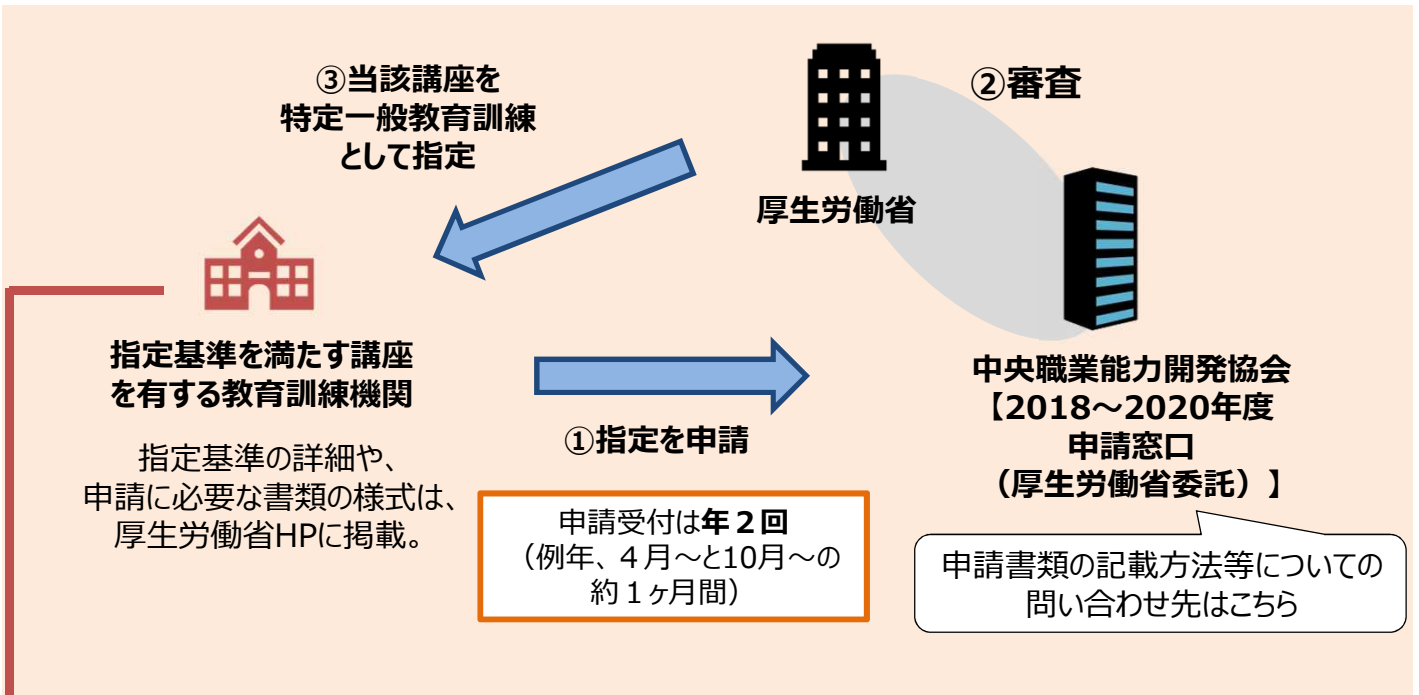 ③当該講座を
特定一般教育訓練
として指定
②審査
厚生労働省
指定基準を満たす講座
を有する教育訓練機関
指定基準の詳細や、
申請に必要な書類の様式は、
厚生労働省HPに掲載。
①指定を申請
申請受付は年２回
（例年、４月～と10月～の
約１ヶ月間）
中央職業能力開発協会
【2018～2020年度
申請窓口
（厚生労働省委託）】
申請書類の記載方法等についての
問い合わせ先はこちら